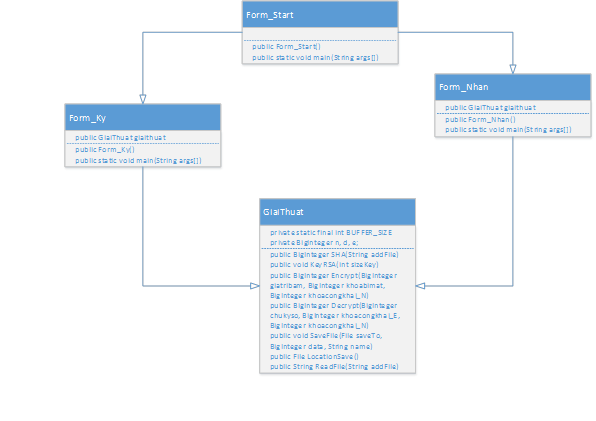 Form_Start
public Form_Start()
public static void main(String args[])
Form_Nhan
public GiaiThuat giaithuat
public Form_Nhan()
public static void main(String args[])
Form_Ky
public GiaiThuat giaithuat
public Form_Ky()
public static void main(String args[])
GiaiThuat
private static final int BUFFER_SIZE
private BigInteger n, d, e;
public BigInteger SHA(String addFile)
public void KeyRSA(int sizeKey)
public BigInteger Encrypt(BigInteger
giatribam, BigInteger khoabimat,
BigInteger khoacongkhai_N)
public BigInteger Decrypt(BigInteger
chukyso, BigInteger khoacongkhai_E,
BigInteger khoacongkhai_N)
public void SaveFile(File saveTo,
BigInteger data, String name)
public File LocationSave()
public String ReadFile(String addFile)